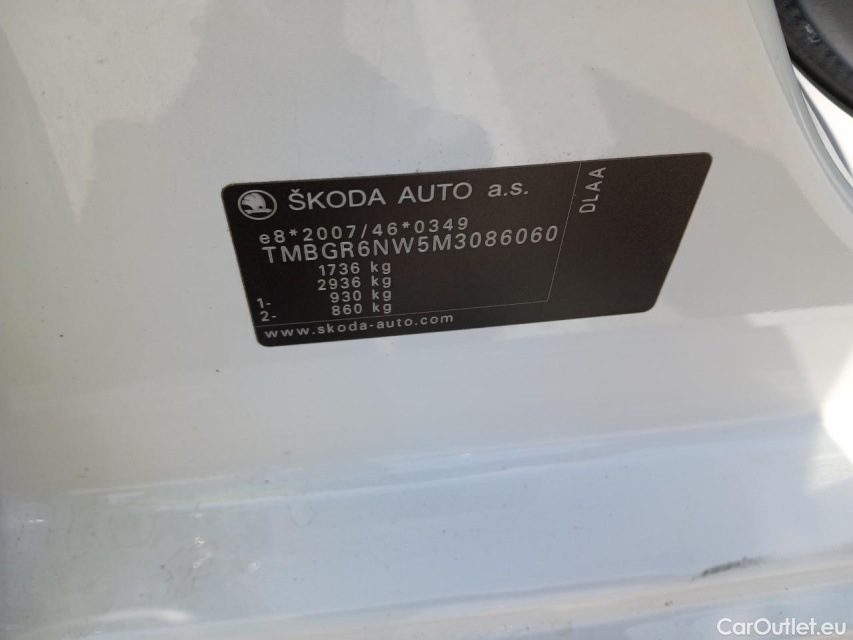 ŠKODA AUTO a.s.
DLAA
e8*2007/46*0349
TMBGR6NW5M3086060
1736 kg
2936 kg
1- 930 kg
2- 860 kg
www.skoda-auto.com
CarOutlet.eu